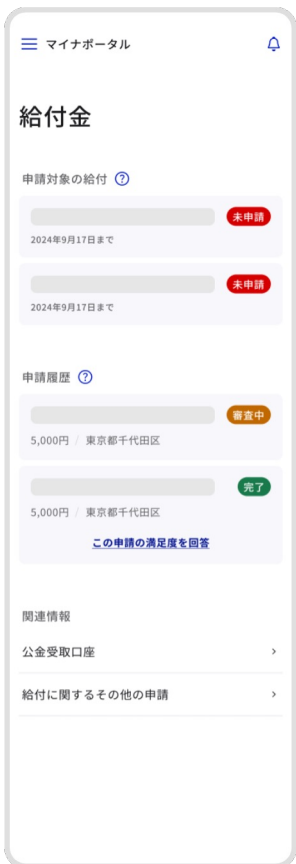 マイナポータル
給付金
申請対象の給付 ?
未申請
2024年9月17日まで
未申請
2024年9月17日まで
申請履歴 ?
審査中
5,000円 / 東京都千代田区
完了
5,000円 / 東京都千代田区
この申請の満足度を回答
関連情報
公金受取口座
給付に関するその他の申請